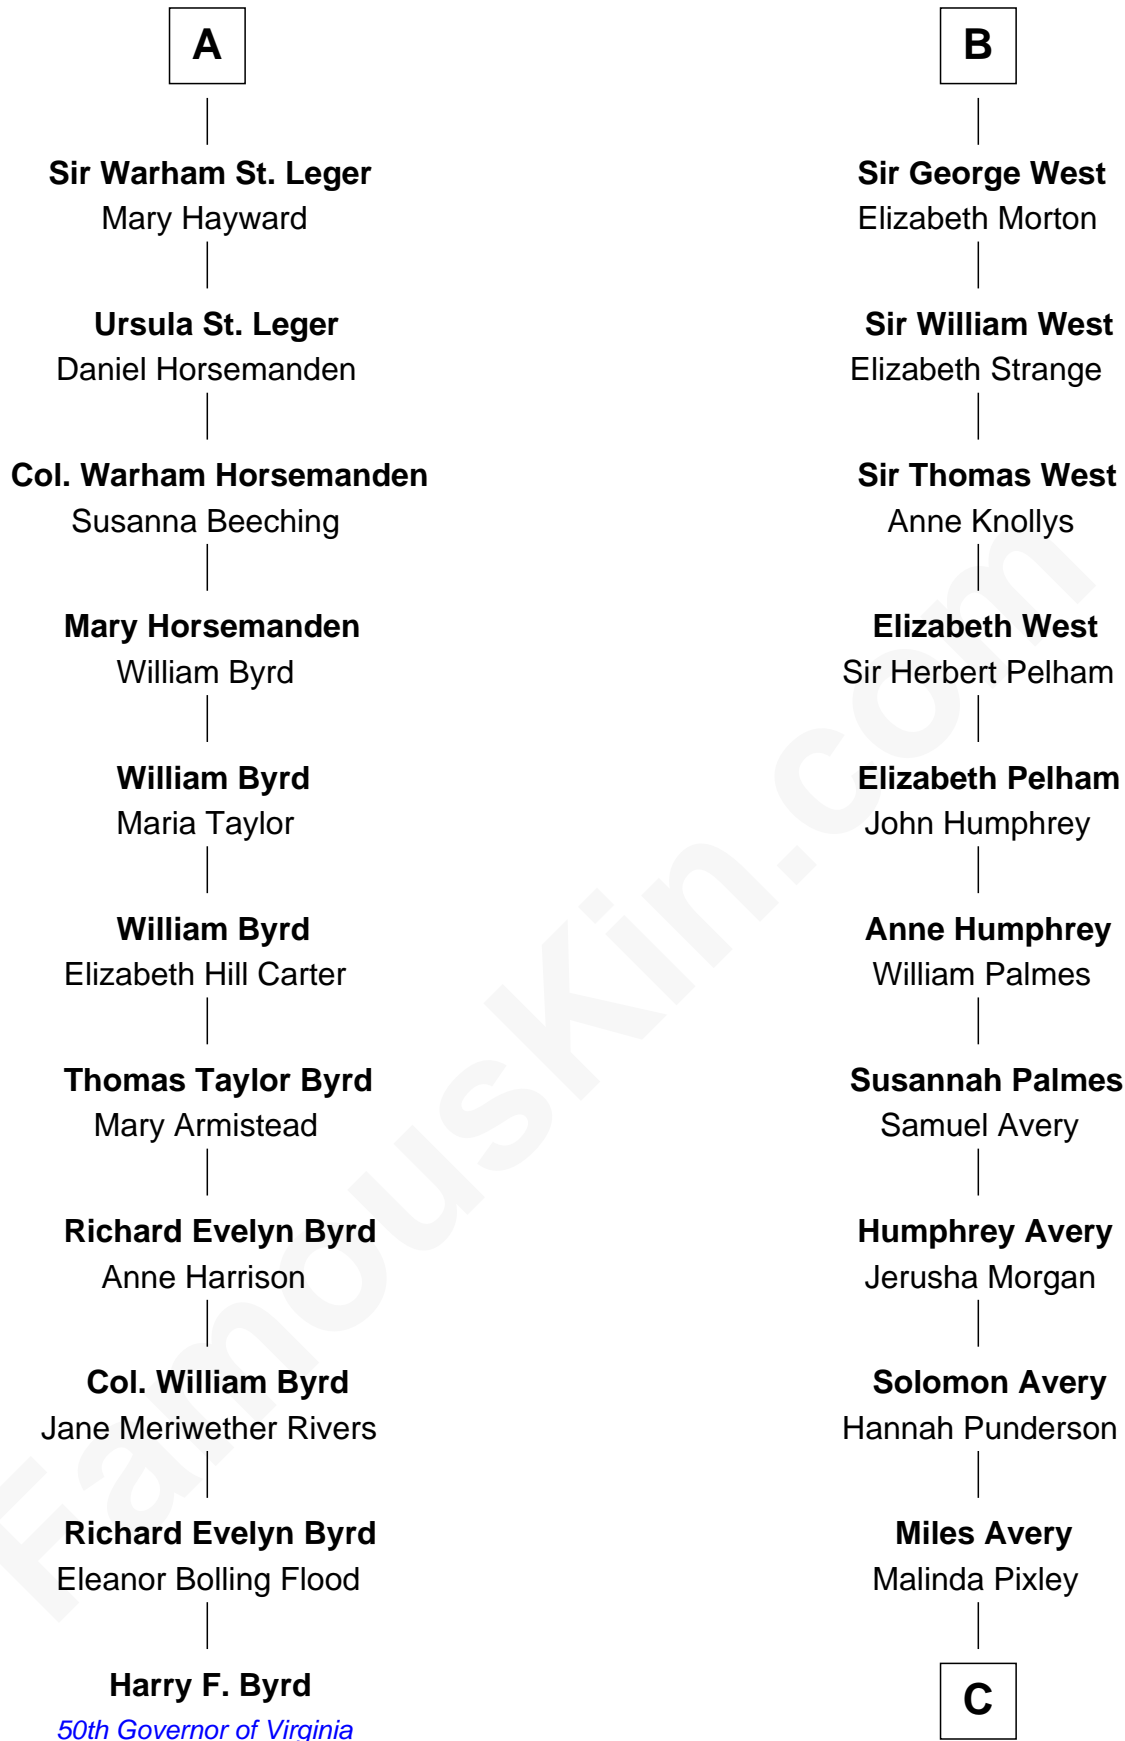 A
Sir Warham St. Leger
Mary Hayward
Ursula St. Leger
Daniel Horsemanden
Col. Warham Horsemanden
Susanna Beeching
Mary Horsemanden
William Byrd
William Byrd
Maria Taylor
William Byrd
Elizabeth Hill Carter
Thomas Taylor Byrd
Mary Armistead
Richard Evelyn Byrd
Anne Harrison
Col. William Byrd
Jane Meriwether Rivers
Richard Evelyn Byrd
Eleanor Bolling Flood
Harry F. Byrd
50th Governor of Virginia
B
Sir George West
Elizabeth Morton
Sir William West
Elizabeth Strange
Sir Thomas West
Anne Knollys
Elizabeth West
Sir Herbert Pelham
Elizabeth Pelham
John Humphrey
Anne Humphrey
William Palmes
Susannah Palmes
Samuel Avery
Humphrey Avery
Jerusha Morgan
Solomon Avery
Hannah Punderson
Miles Avery
Malinda Pixley
C
FamousKin.com